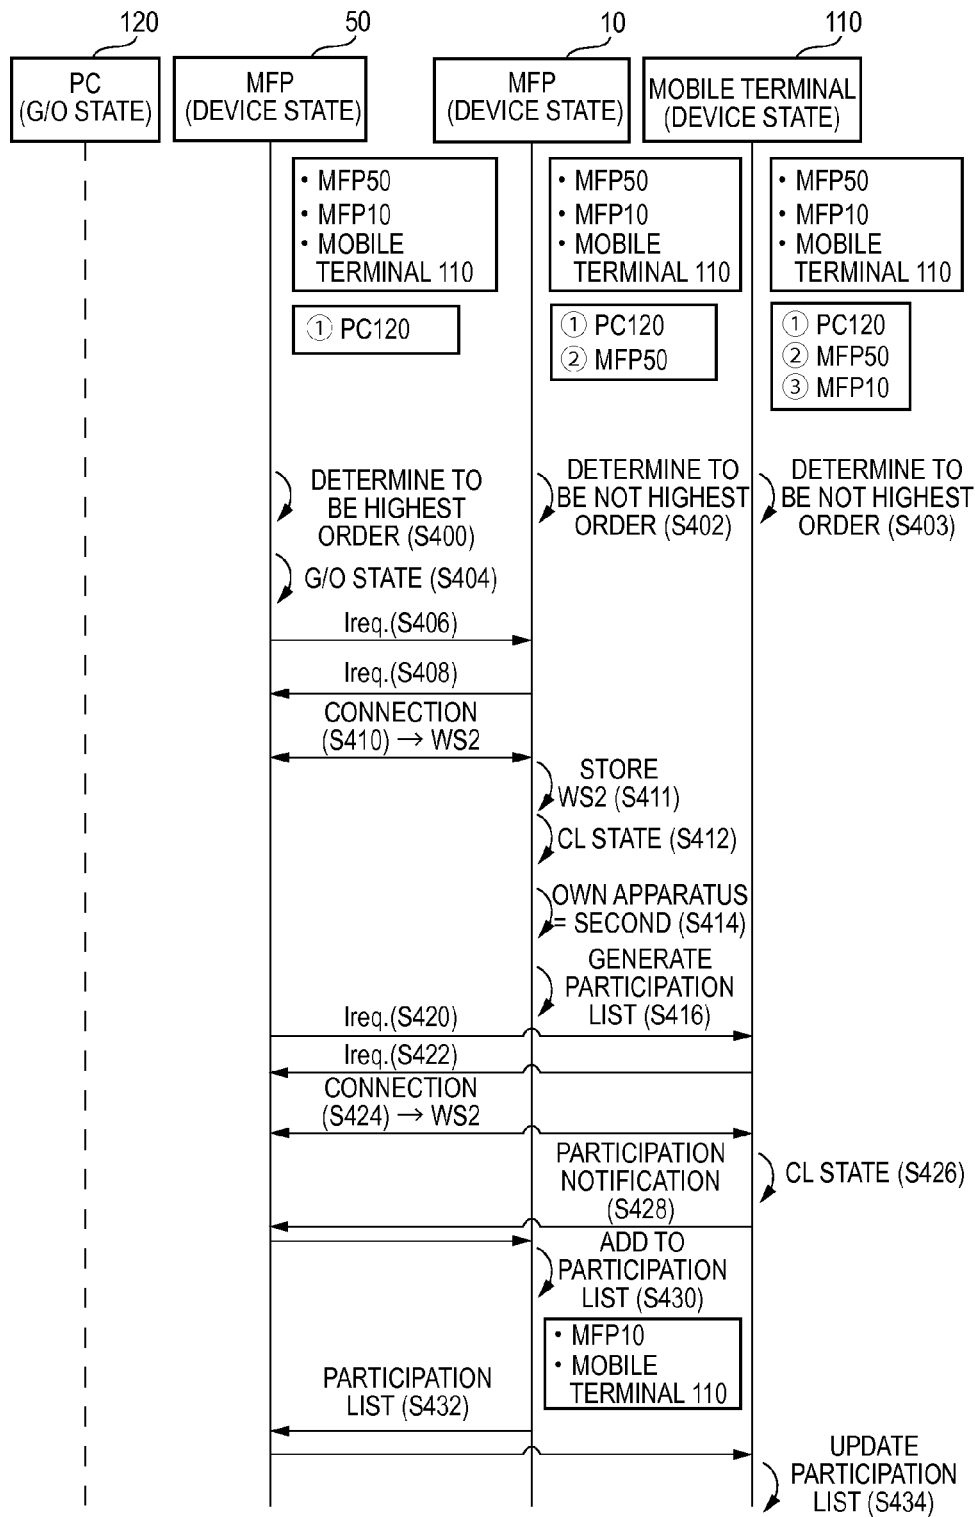 120
50
10
110
PC
(G/O STATE)
MFP
(DEVICE STATE)
MFP
(DEVICE STATE)
MOBILE TERMINAL
(DEVICE STATE)
• MFP50
• MFP10
• MOBILE
TERMINAL 110
• MFP50
• MFP10
• MOBILE
TERMINAL 110
• MFP50
• MFP10
• MOBILE
TERMINAL 110
① PC120
① PC120
② MFP50
① PC120
② MFP50
③ MFP10
DETERMINE TO
BE HIGHEST
ORDER (S400)
DETERMINE TO
BE NOT HIGHEST
ORDER (S402)
DETERMINE TO
BE NOT HIGHEST
ORDER (S403)
G/O STATE (S404)
Ireq.(S406)
Ireq.(S408)
CONNECTION
(S410) → WS2
STORE
WS2 (S411)
CL STATE (S412)
OWN APPARATUS
= SECOND (S414)
GENERATE
PARTICIPATION
LIST (S416)
Ireq.(S420)
Ireq.(S422)
CONNECTION
(S424) → WS2
PARTICIPATION
NOTIFICATION
(S428)
CL STATE (S426)
ADD TO
PARTICIPATION
LIST (S430)
• MFP10
• MOBILE
TERMINAL 110
PARTICIPATION
LIST (S432)
UPDATE
PARTICIPATION
LIST (S434)